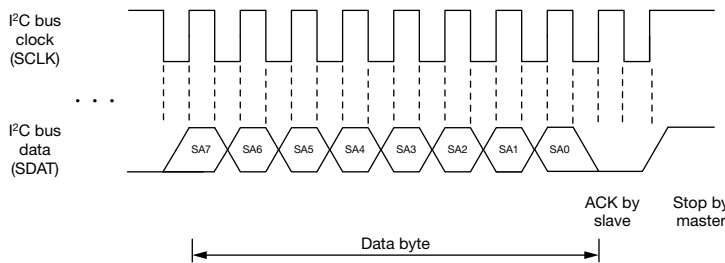 I²C bus
clock
(SCLK)
. . .
I²C bus
data
(SDAT)
SA7 SA6 SA5 SA4 SA3 SA2 SA1 SA0
ACK by
slave
Stop by
master
Data byte